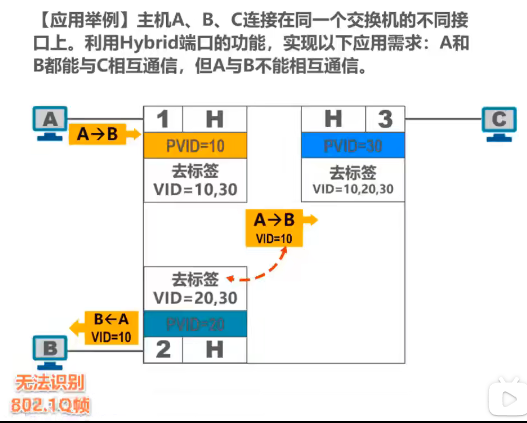 【应用举例】主机A、B、C连接在同一个交换机的不同接
口上。利用Hybrid端口的功能，实现以下应用需求：A和
B都能与C相互通信，但A与B不能相互通信。
A
A→B
1 H
PVID=10
去标签
VID=10,30
H 3
PVID=30
去标签
VID=10,20,30
C
A→B
VID=10
去标签
VID=20,30
2 H
B←A
VID=10
B
无法识别
802.1Q帧